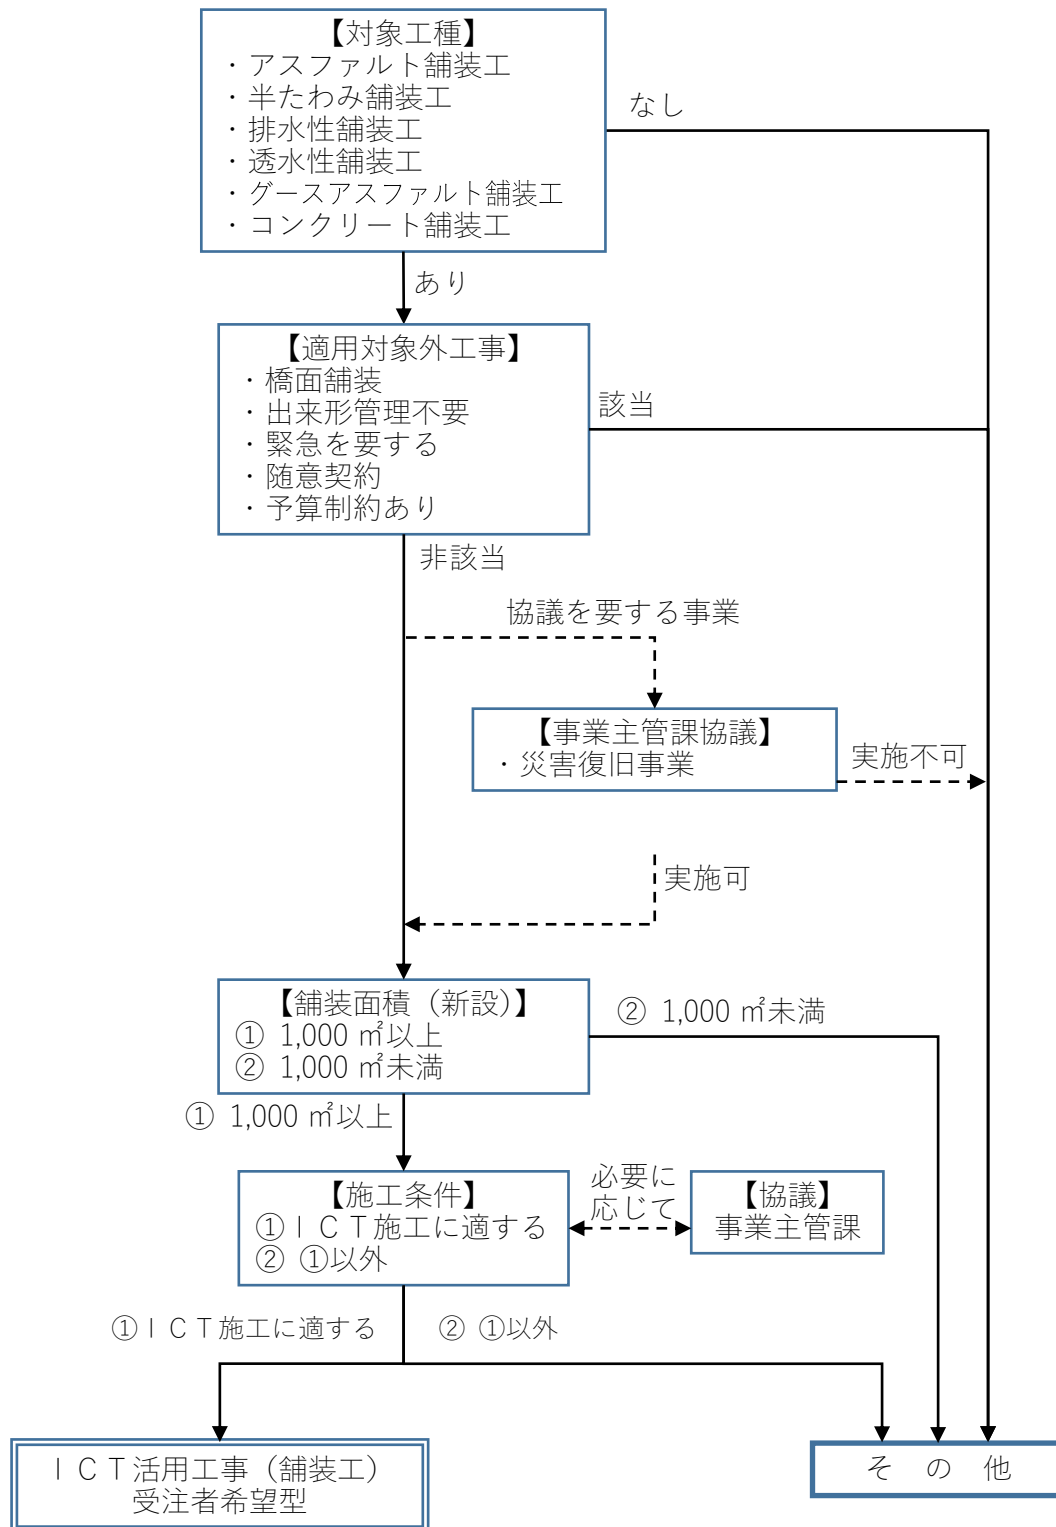 【対象工種】
・アスファルト舗装工
・半たわみ舗装工
・排水性舗装工
・透水性舗装工
・グースアスファルト舗装工
・コンクリート舗装工
なし
あり
【適用対象外工事】
・橋面舗装
・出来形管理不要
・緊急を要する
・随意契約
・予算制約あり
該当
非該当
協議を要する事業
【事業主管課協議】
・災害復旧事業
実施不可
実施可
【舗装面積（新設）】
① 1,000 ㎡以上
② 1,000 ㎡未満
② 1,000 ㎡未満
① 1,000 ㎡以上
【施工条件】
①ＩＣＴ施工に適する
② ①以外
必要に
応じて
【協議】
事業主管課
①ＩＣＴ施工に適する
② ①以外
ＩＣＴ活用工事（舗装工）
受注者希望型
そ　の　他